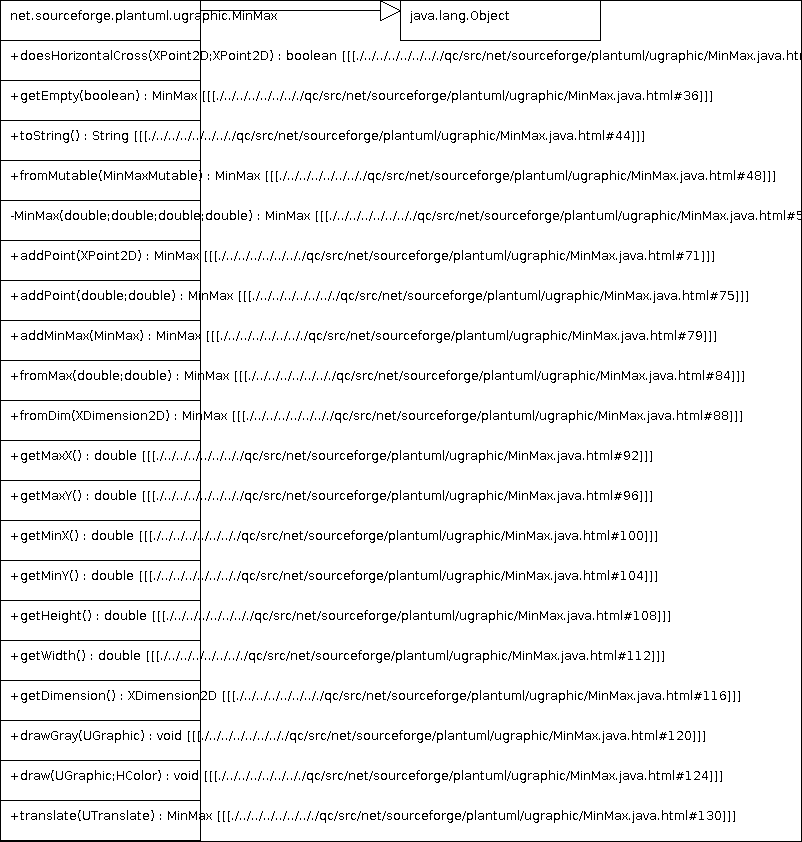 net.sourceforge.plantuml.ugraphic.MinMax
java.lang.Object
+doesHorizontalCross(XPoint2D;XPoint2D) : boolean [[[./../../../../../../qc/src/net/sourceforge/plantuml/ugraphic/MinMax.java.ht
+getEmpty(boolean) : MinMax [[[./../../../../../../qc/src/net/sourceforge/plantuml/ugraphic/MinMax.java.html#36]]]
+toString() : String [[[./../../../../../../qc/src/net/sourceforge/plantuml/ugraphic/MinMax.java.html#44]]]
+fromMutable(MinMaxMutable) : MinMax [[[./../../../../../../qc/src/net/sourceforge/plantuml/ugraphic/MinMax.java.html#48]]]
-MinMax(double;double;double;double) : MinMax [[[./../../../../../../qc/src/net/sourceforge/plantuml/ugraphic/MinMax.java.html#5
+addPoint(XPoint2D) : MinMax [[[./../../../../../../qc/src/net/sourceforge/plantuml/ugraphic/MinMax.java.html#71]]]
+addPoint(double;double) : MinMax [[[./../../../../../../qc/src/net/sourceforge/plantuml/ugraphic/MinMax.java.html#75]]]
+addMinMax(MinMax) : MinMax [[[./../../../../../../qc/src/net/sourceforge/plantuml/ugraphic/MinMax.java.html#79]]]
+fromMax(double;double) : MinMax [[[./../../../../../../qc/src/net/sourceforge/plantuml/ugraphic/MinMax.java.html#84]]]
+fromDim(XDimension2D) : MinMax [[[./../../../../../../qc/src/net/sourceforge/plantuml/ugraphic/MinMax.java.html#88]]]
+getMaxX() : double [[[./../../../../../../qc/src/net/sourceforge/plantuml/ugraphic/MinMax.java.html#92]]]
+getMaxY() : double [[[./../../../../../../qc/src/net/sourceforge/plantuml/ugraphic/MinMax.java.html#96]]]
+getMinX() : double [[[./../../../../../../qc/src/net/sourceforge/plantuml/ugraphic/MinMax.java.html#100]]]
+getMinY() : double [[[./../../../../../../qc/src/net/sourceforge/plantuml/ugraphic/MinMax.java.html#104]]]
+getHeight() : double [[[./../../../../../../qc/src/net/sourceforge/plantuml/ugraphic/MinMax.java.html#108]]]
+getWidth() : double [[[./../../../../../../qc/src/net/sourceforge/plantuml/ugraphic/MinMax.java.html#112]]]
+getDimension() : XDimension2D [[[./../../../../../../qc/src/net/sourceforge/plantuml/ugraphic/MinMax.java.html#116]]]
+drawGray(UGraphic) : void [[[./../../../../../../qc/src/net/sourceforge/plantuml/ugraphic/MinMax.java.html#120]]]
+draw(UGraphic;HColor) : void [[[./../../../../../../qc/src/net/sourceforge/plantuml/ugraphic/MinMax.java.html#124]]]
+translate(UTranslate) : MinMax [[[./../../../../../../qc/src/net/sourceforge/plantuml/ugraphic/MinMax.java.html#130]]]